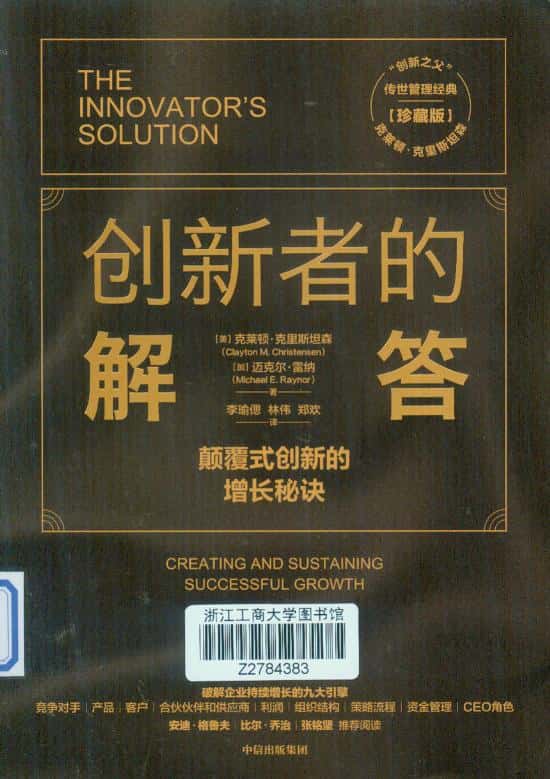 THE
INNOVATOR'S
SOLUTION
“创新之父”
传世管理经典
【珍藏版】
克莱顿·克里斯坦森
创新者的
解 答
[美] 克莱顿·克里斯坦森
(Clayton M. Christensen)
[加] 迈克尔·雷纳
(Michael E. Raynor)
著
李瑜偲 林伟 郑欢
译
颠覆式创新的
增长秘诀
CREATING AND SUSTAINING
SUCCESSFUL GROWTH
浙江工商大学图书馆
Z2784383
破解企业持续增长的九大引擎
竞争对手|产品|客户|合伙伙伴和供应商|利润|组织结构|策略流程|资金管理|CEO角色
安迪·格鲁夫|比尔·乔治|张铭堃 推荐阅读
中信出版集团